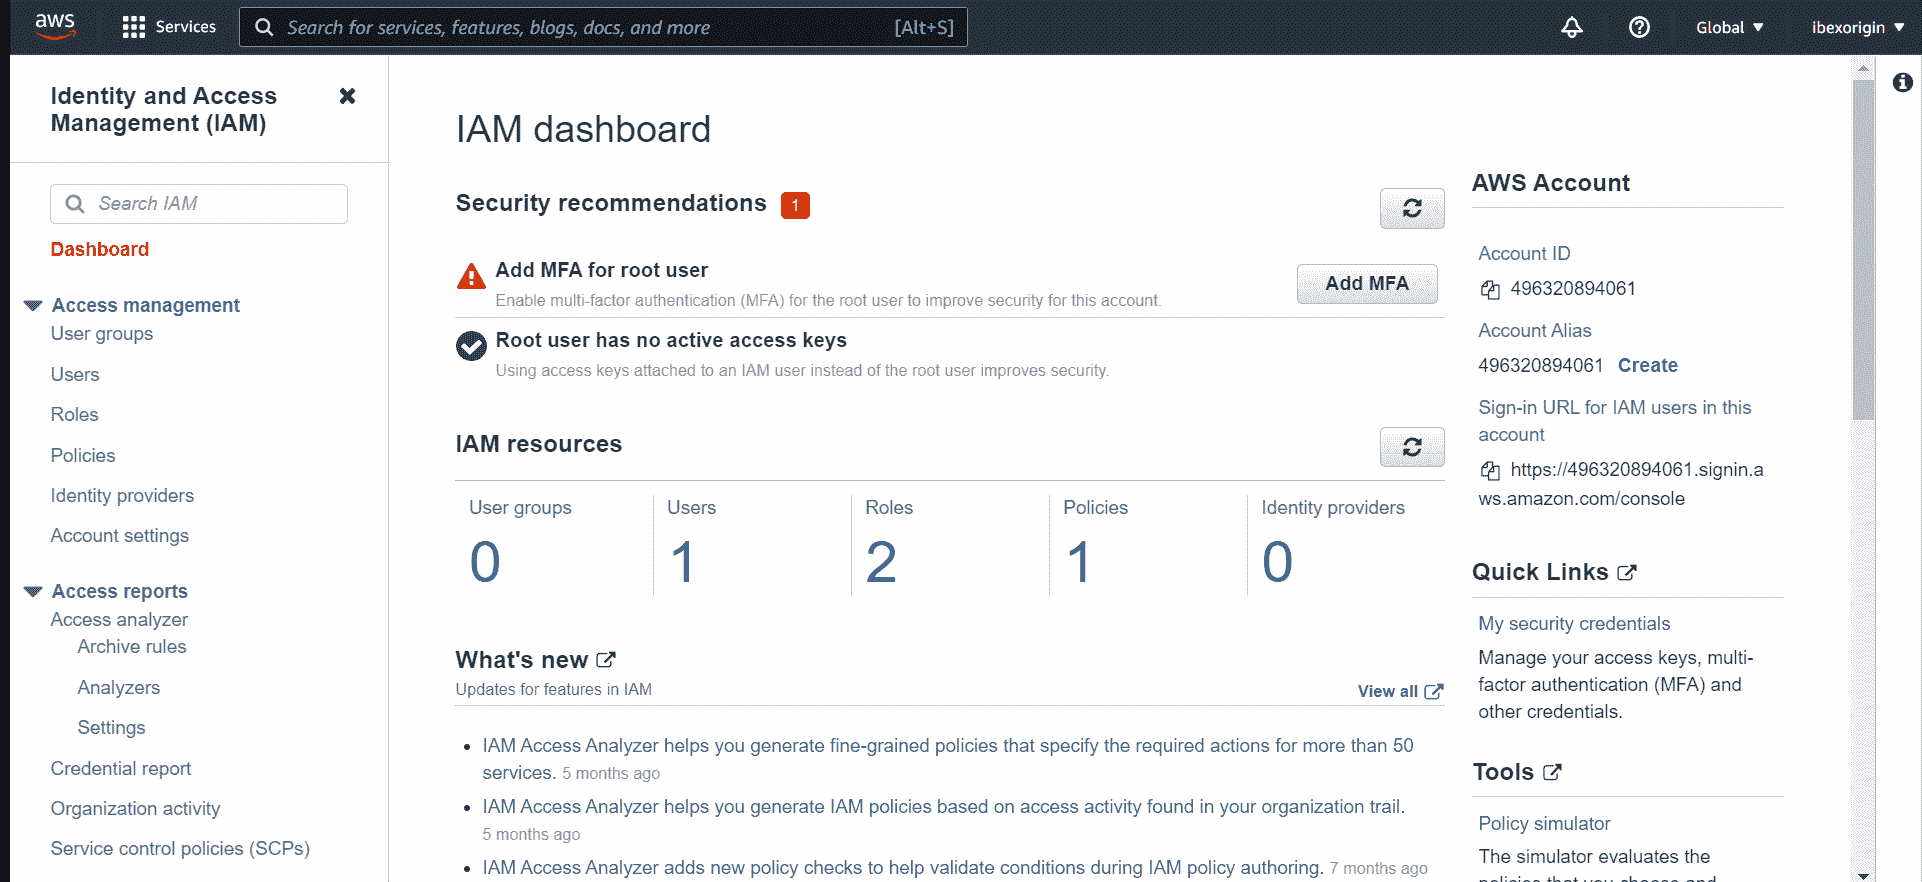 aws
Services
Search for services, features, blogs, docs, and more
[Alt+S]
Global
ibexorigin
Identity and Access
Management (IAM)
Search IAM
Dashboard
Access management
User groups
Users
Roles
Policies
Identity providers
Account settings
Access reports
Access analyzer
Archive rules
Analyzers
Settings
Credential report
Organization activity
Service control policies (SCPs)
IAM dashboard
Security recommendations 1
Add MFA for root user
Enable multi-factor authentication (MFA) for the root user to improve security for this account.
Add MFA
Root user has no active access keys
Using access keys attached to an IAM user instead of the root user improves security.
IAM resources
User groups
0
Users
1
Roles
2
Policies
1
Identity providers
0
What's new
Updates for features in IAM
View all
IAM Access Analyzer helps you generate fine-grained policies that specify the required actions for more than 50
services. 5 months ago
IAM Access Analyzer helps you generate IAM policies based on access activity found in your organization trail.
5 months ago
IAM Access Analyzer adds new policy checks to help validate conditions during IAM policy authoring. 7 months ago
AWS Account
Account ID
496320894061
Account Alias
496320894061 Create
Sign-in URL for IAM users in this
account
https://496320894061.signin.a
ws.amazon.com/console
Quick Links
My security credentials
Manage your access keys, multi-
factor authentication (MFA) and
other credentials.
Tools
Policy simulator
The simulator evaluates the
policies that you choose and